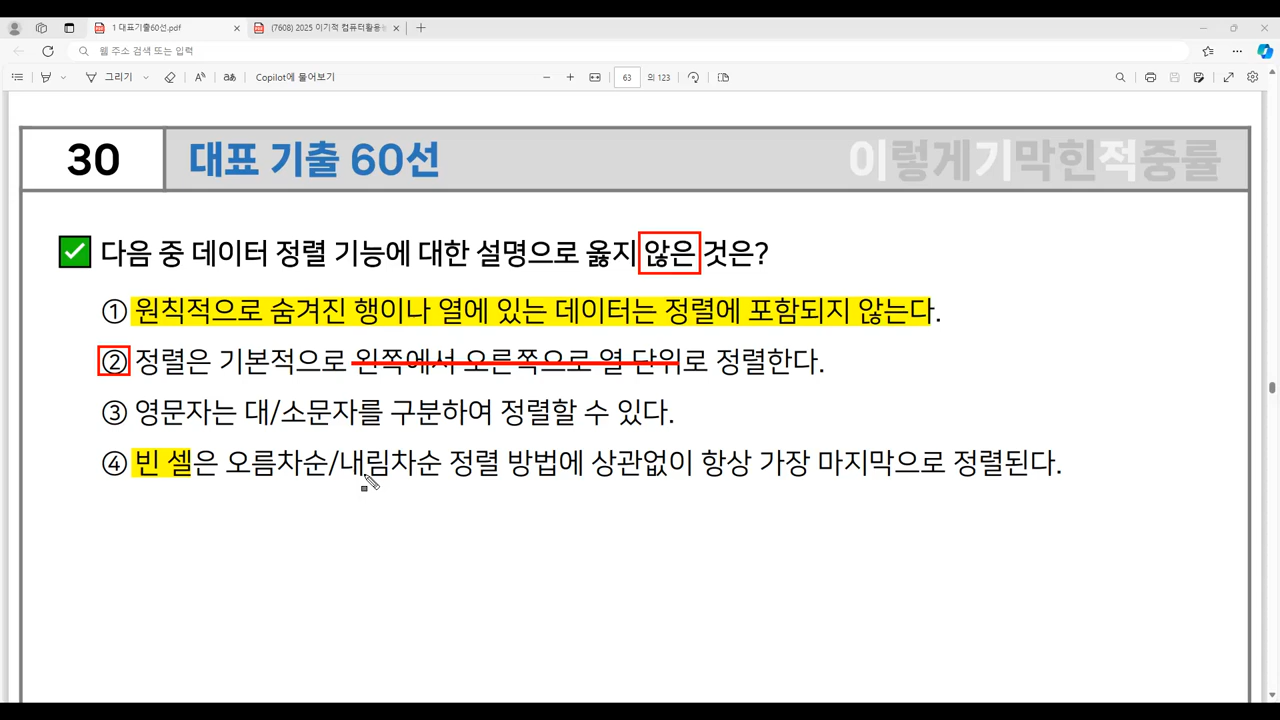 1 대표기출60선.pdf
(7608) 2025 이기적 컴퓨터활용능
웹 주소 검색 또는 입력
그리기
aあ
Copilot에 물어보기
63
의 123
30
대표 기출 60선
이렇게기막힌적중률
다음 중 데이터 정렬 기능에 대한 설명으로 옳지 않은 것은?
① 원칙적으로 숨겨진 행이나 열에 있는 데이터는 정렬에 포함되지 않는다.
② 정렬은 기본적으로 왼쪽에서 오른쪽으로 열 단위로 정렬한다.
③ 영문자는 대/소문자를 구분하여 정렬할 수 있다.
④ 빈 셀은 오름차순/내림차순 정렬 방법에 상관없이 항상 가장 마지막으로 정렬된다.